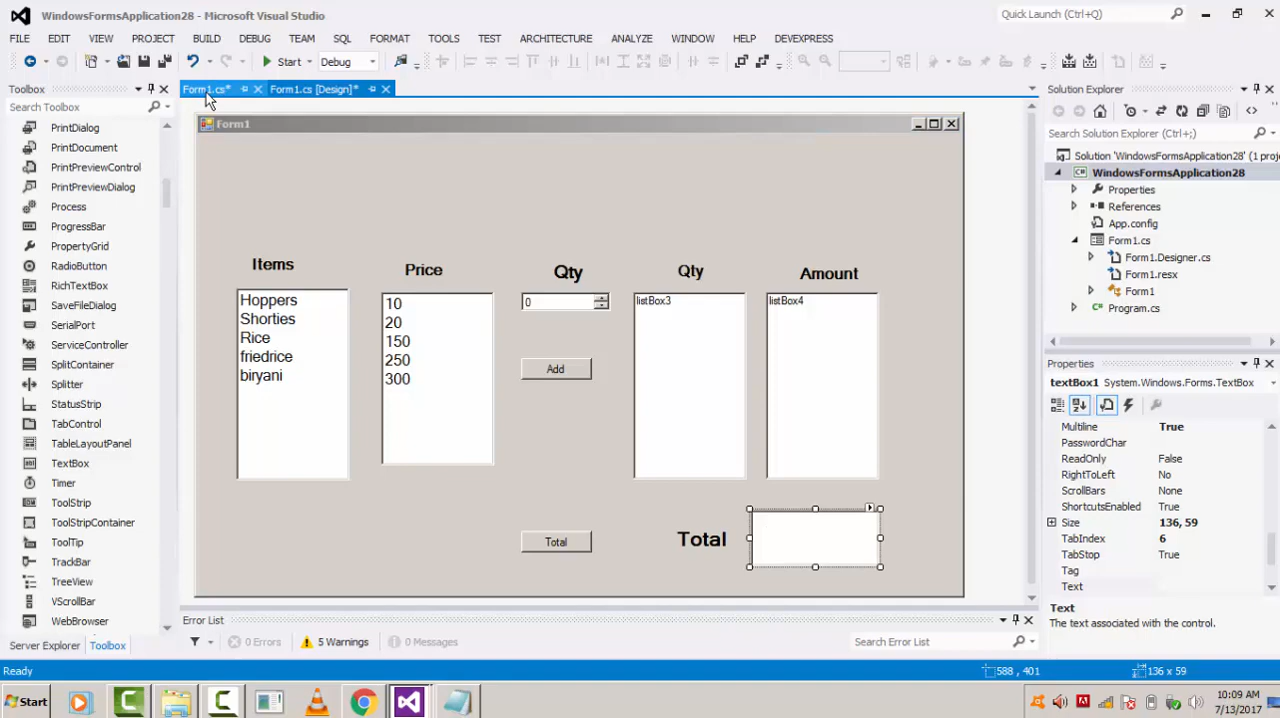 WindowsFormsApplication28 - Microsoft Visual Studio
Quick Launch (Ctrl+;)
FILE EDIT VIEW PROJECT BUILD DEBUG TEAM SQL FORMAT TOOLS TEST ARCHITECTURE ANALYZE WINDOW HELP DEVEXPRESS
Start Debug
Toolbox
Search Toolbox
PrintDialog
PrintDocument
PrintPreviewControl
PrintPreviewDialog
Process
ProgressBar
PropertyGrid
RadioButton
RichTextBox
SaveFileDialog
SerialPort
ServiceController
SplitContainer
Splitter
StatusStrip
TabControl
TableLayoutPanel
TextBox
Timer
ToolStrip
ToolStripContainer
ToolTip
TrackBar
TreeView
VScrollBar
WebBrowser
Server Explorer Toolbox
Form1.cs* Form1.cs [Design]*
Form1
Items Price Qty Qty Amount
Hoppers
Shorties
Rice
friedrice
biryani
10
20
150
250
300
0
Add
listBox3
listBox4
Total
Total
Error List
0 Errors 5 Warnings 0 Messages
Search Error List
Solution Explorer
Search Solution Explorer (Ctrl+;)
Solution 'WindowsFormsApplication28' (1 proje
WindowsFormsApplication28
Properties
References
App.config
Form1.cs
Form1.Designer.cs
Form1.resx
Form1
Program.cs
Properties
textBox1 System.Windows.Forms.TextBox
Multiline True
PasswordChar
ReadOnly False
RightToLeft No
ScrollBars None
ShortcutsEnabled True
Size 136, 59
TabIndex 6
TabStop True
Tag
Text
Text
The text associated with the control.
Ready
588 , 401
136 x 59
Start
10:09 AM
7/13/2017